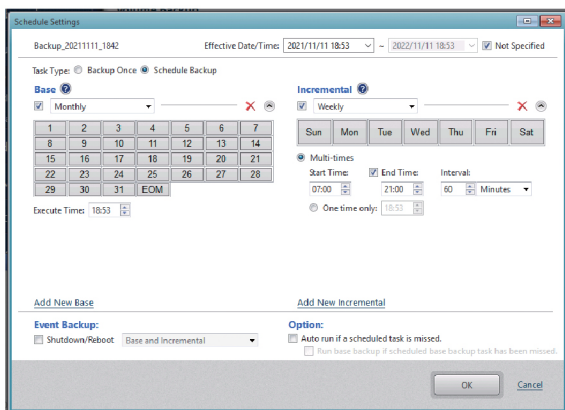 Schedule Settings
Backup_20211111_1842 Effective Date/Time: 2021/11/11 18:53 ~ 2022/11/11 18:53 Not Specified
Task Type: Backup Once Schedule Backup
Base ? Incremental ?
Monthly Weekly
1 2 3 4 5 6 7
8 9 10 11 12 13 14
15 16 17 18 19 20 21
22 23 24 25 26 27 28
29 30 31 EOM
Sun Mon Tue Wed Thu Fri Sat
Multi-times
Start Time: End Time: Interval:
07:00 21:00 60 Minutes
Execute Time: 18:53
One time only: 18:53
Add New Base Add New Incremental
Event Backup: Option:
Shutdown/Reboot Base and Incremental Auto run if a scheduled task is missed.
Run base backup if scheduled base backup task has been missed.
OK Cancel